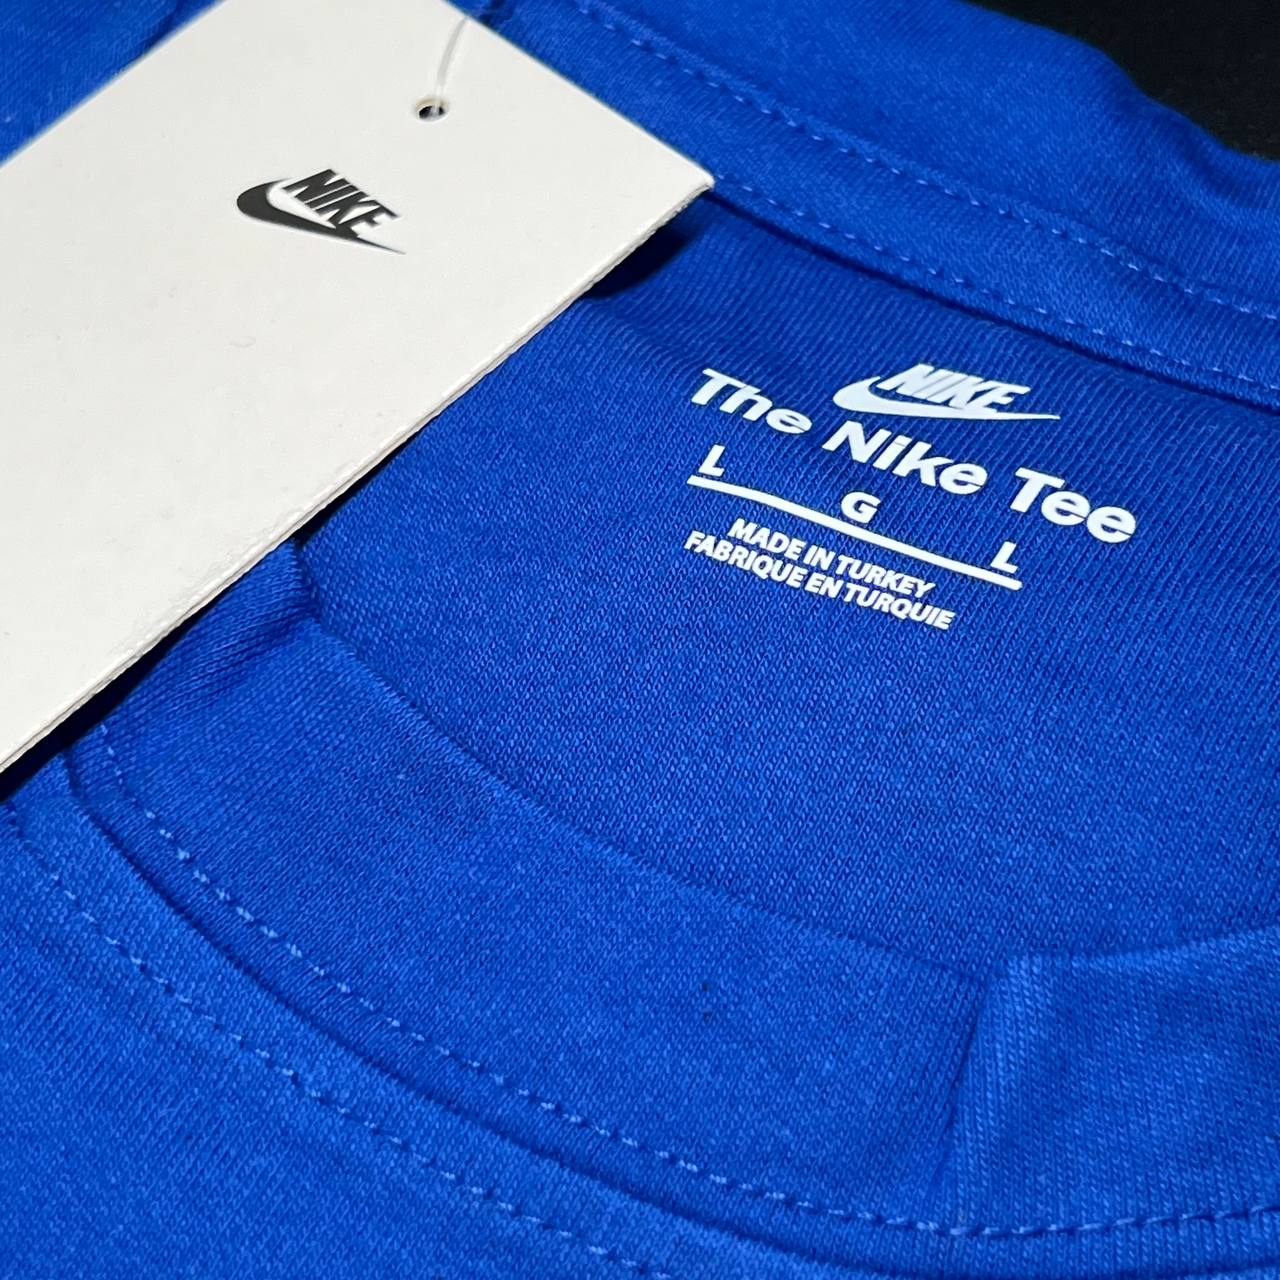 NIKE
NIKE
The Nike Tee
L G L
MADE IN TURKEY
FABRIQUE EN TURQUIE